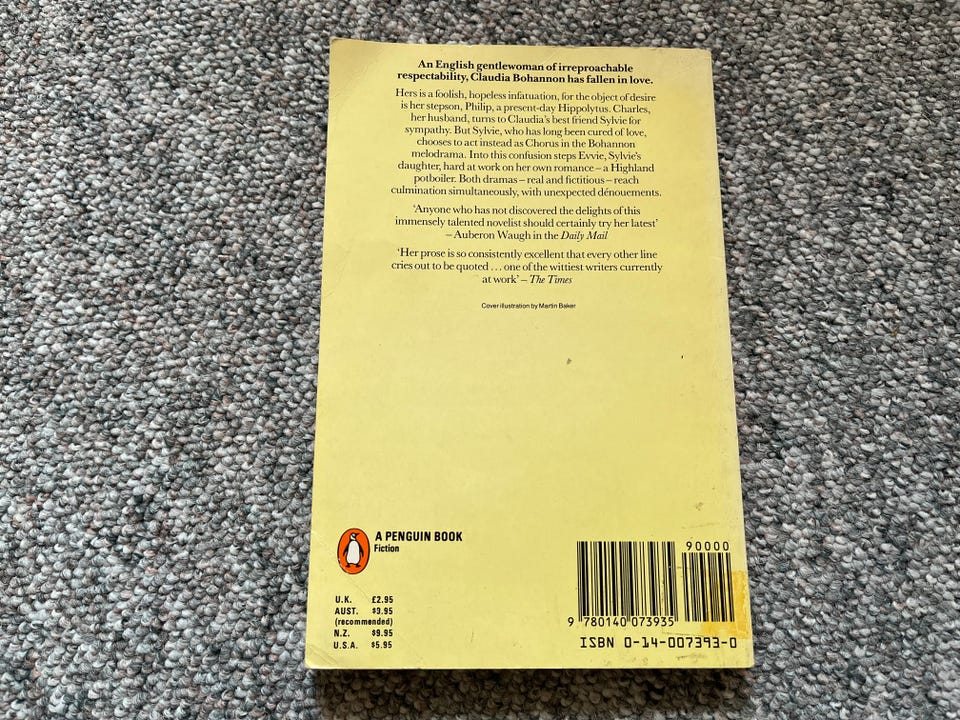 An English gentlewoman of irreproachable
respectability, Claudia Bohannon has fallen in love.
Hers is a foolish, hopeless infatuation, for the object of desire
is her stepson, Philip, a present-day Hippolytus. Charles,
her husband, turns to Claudia's best friend Sylvie for
sympathy. But Sylvie, who has long been cured of love,
chooses to act instead as Chorus in the Bohannon
melodrama. Into this confusion steps Evvie, Sylvie's
daughter, hard at work on her own romance – a Highland
potboiler. Both dramas – real and fictitious – reach
culmination simultaneously, with unexpected dénouements.
'Anyone who has not discovered the delights of this
immensely talented novelist should certainly try her latest'
– Auberon Waugh in the Daily Mail
'Her prose is so consistently excellent that every other line
cries out to be quoted ... one of the wittiest writers currently
at work' – The Times
Cover illustration by Martin Baker
A PENGUIN BOOK
Fiction
U.K. £2.95
AUST. $9.95
(recommended)
N.Z. $9.95
U.S.A. $5.95
90000
9 780140 073935
ISBN 0-14-007393-0